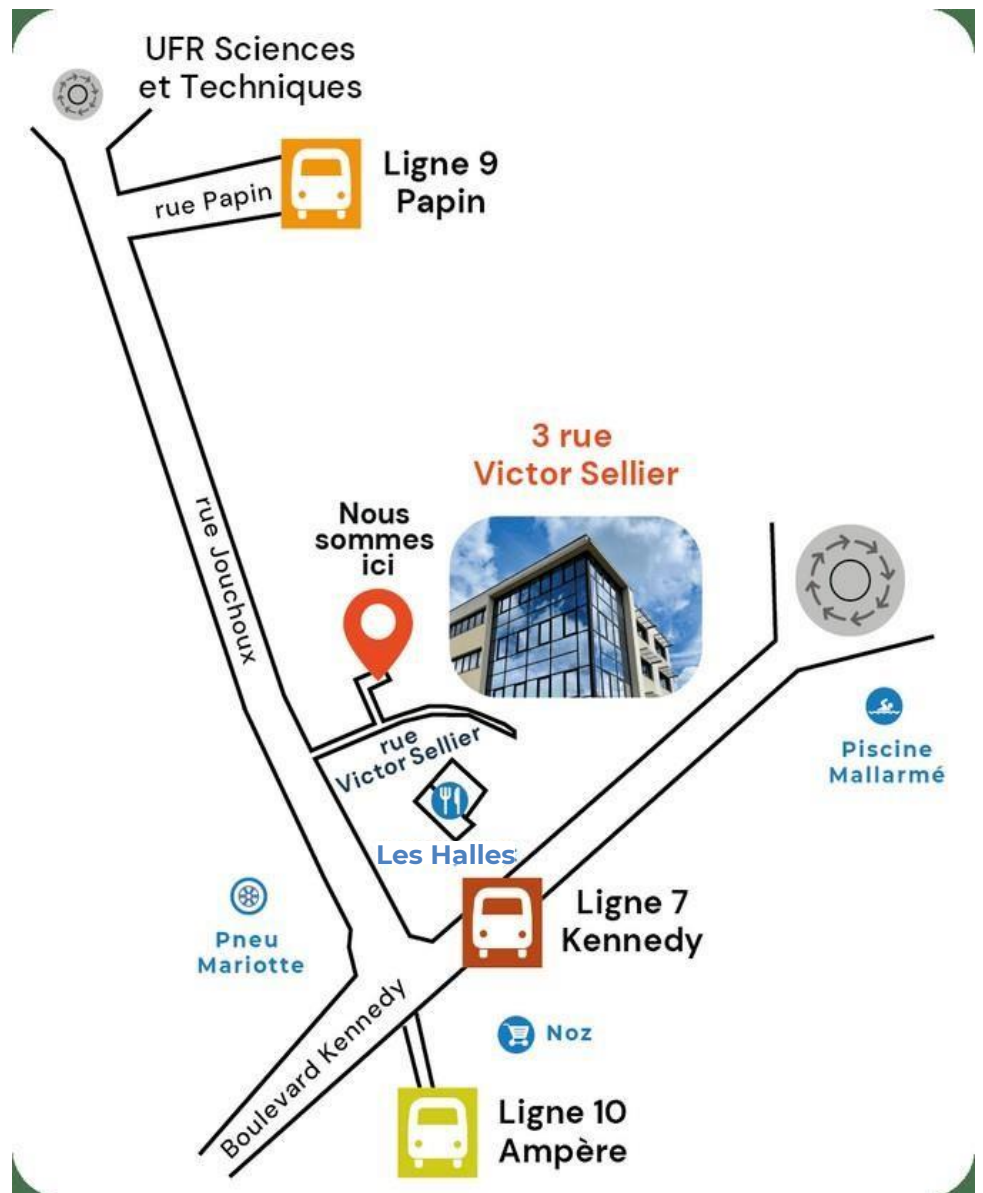 UFR Sciences
et Techniques
Ligne 9
Papin
rue Papin
3 rue
Victor Sellier
rue Jouchoux
Nous
sommes
ici
rue
Victor Sellier
Piscine
Mallarmé
Les Halles
Pneu
Mariotte
Ligne 7
Kennedy
Boulevard Kennedy
Noz
Ligne 10
Ampère